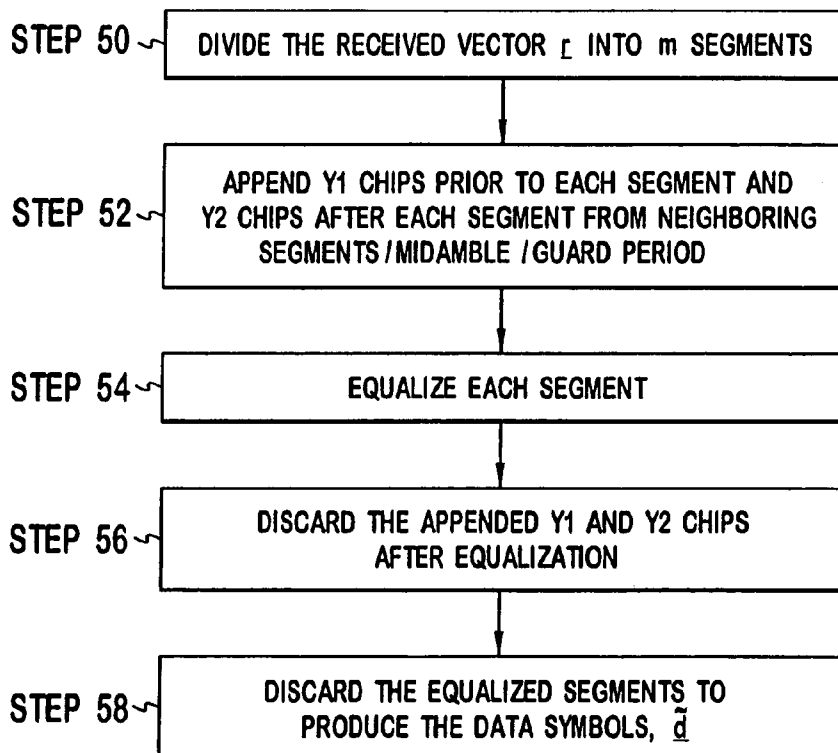 STEP 50
DIVIDE THE RECEIVED VECTOR r INTO m SEGMENTS
STEP 52
APPEND Y1 CHIPS PRIOR TO EACH SEGMENT AND
Y2 CHIPS AFTER EACH SEGMENT FROM NEIGHBORING
SEGMENTS/MIDAMBLE/GUARD PERIOD
STEP 54
EQUALIZE EACH SEGMENT
STEP 56
DISCARD THE APPENDED Y1 AND Y2 CHIPS
AFTER EQUALIZATION
STEP 58
DISCARD THE EQUALIZED SEGMENTS TO
PRODUCE THE DATA SYMBOLS, d̲̃